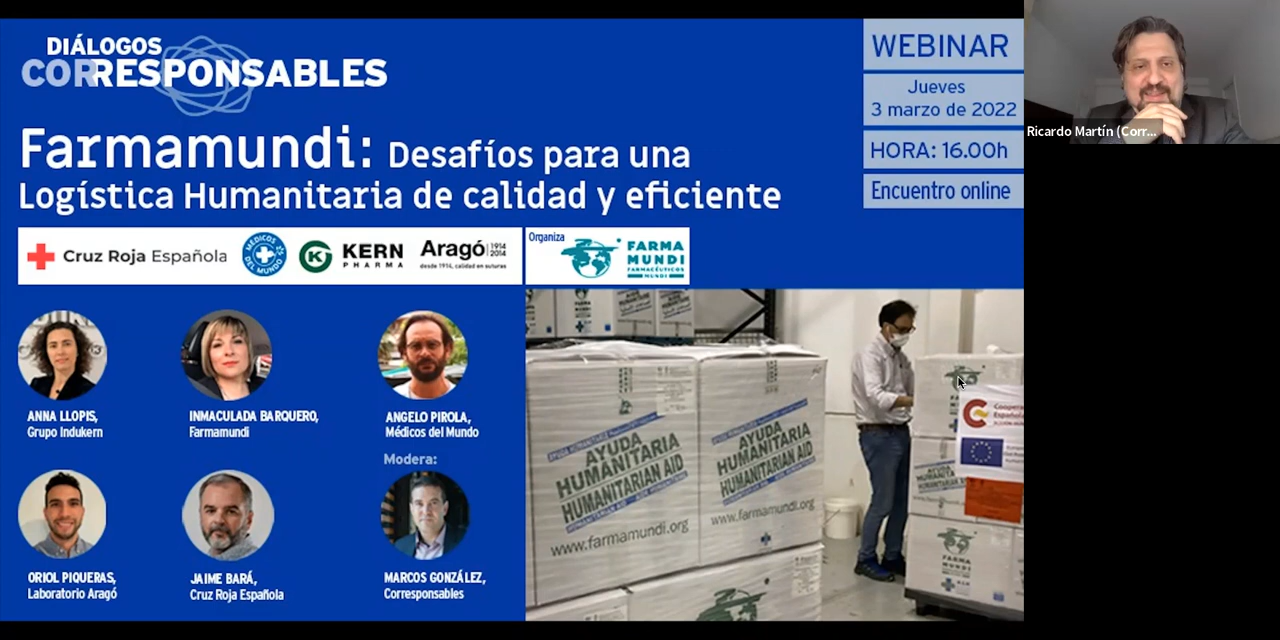 DIÁLOGOS
CORRESPONSABLES
WEBINAR
Jueves
3 marzo de 2022
HORA: 16.00h
Encuentro online
Farmamundi: Desafíos para una
Logística Humanitaria de calidad y eficiente
Cruz Roja Española
MÉDICOS DEL MUNDO
KERN
PHARMA
Aragó 1914 2014
desde 1914, calidad en suturas
Organiza
FARMA
MUNDI
FARMACÉUTICOS
MUNDI
Ricardo Martín (Corr...
ANNA LLOPIS,
Grupo Indukern
INMACULADA BARQUERO,
Farmamundi
ANGELO PIROLA,
Médicos del Mundo
Modera:
ORIOL PIQUERAS,
Laboratorio Aragó
JAIME BARÁ,
Cruz Roja Española
MARCOS GONZÁLEZ,
Corresponsables
AYUDA
HUMANITARIA
HUMANITARIAN AID
www.farmamundi.org
AYUDA
HUMANITARIA
HUMANITARIAN AID
www.farmamundi.org
FARMA
MUNDI